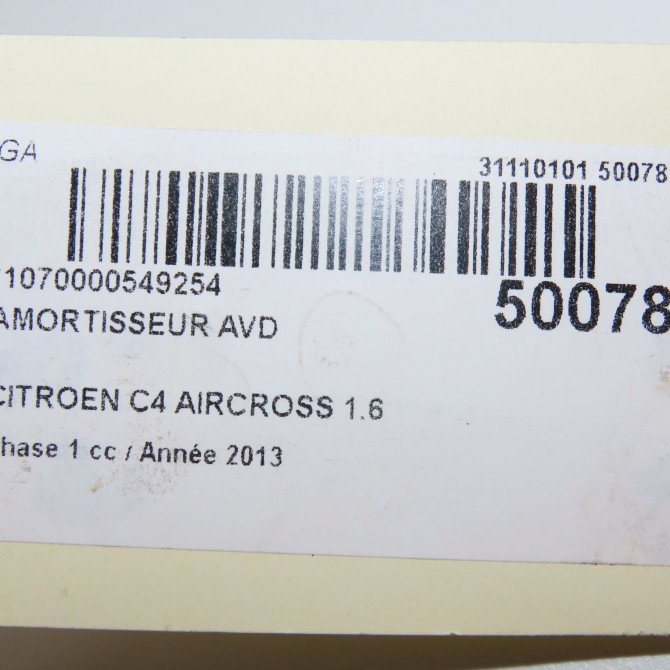 GA
31110101 50078
1070000549254
50078
AMORTISSEUR AVD
CITROEN C4 AIRCROSS 1.6
hase 1 cc / Année 2013